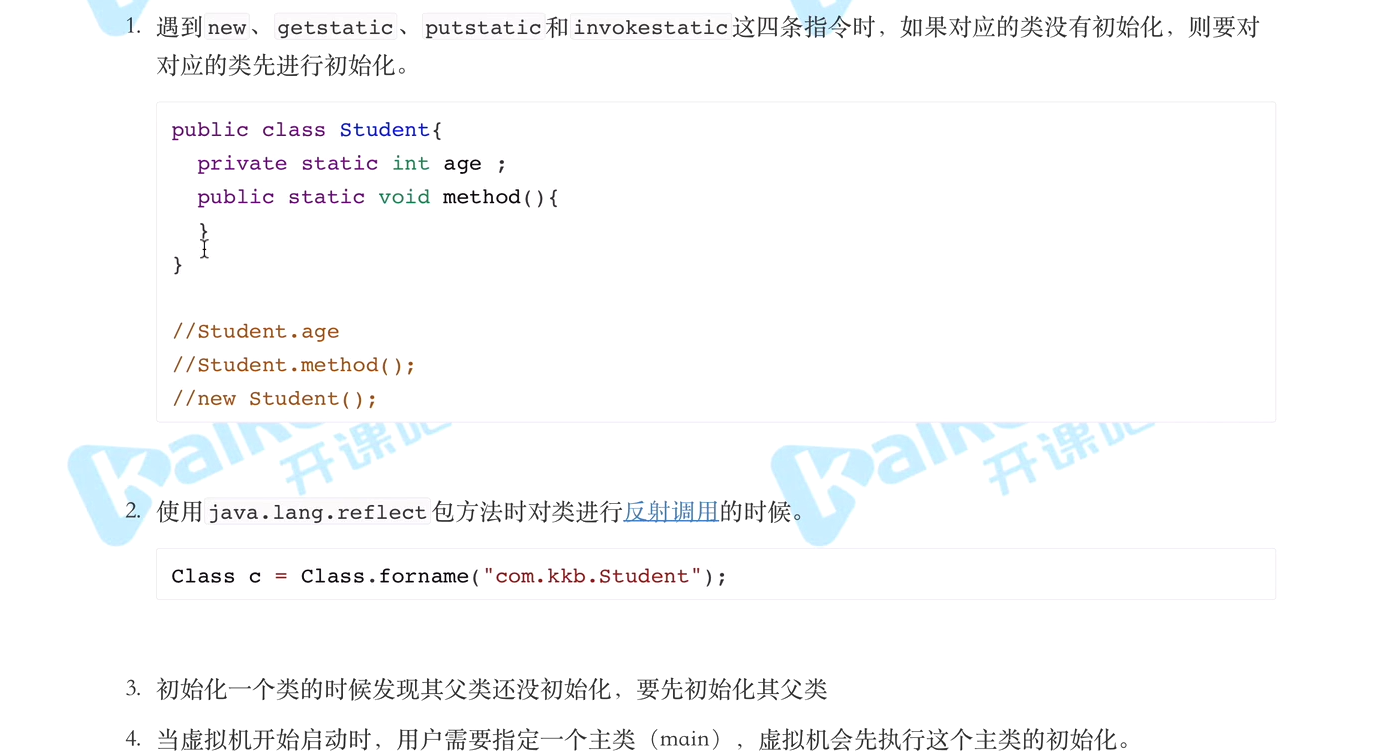 1. 遇到new、getstatic、putstatic和invokestatic这四条指令时，如果对应的类没有初始化，则要对
对应的类先进行初始化。
public class Student{
private static int age ;
public static void method(){
}
}
//Student.age
//Student.method();
//new Student();
开课吧
开课吧
2. 使用java.lang.reflect包方法时对类进行反射调用的时候。
Class c = Class.forname("com.kkb.Student");
3. 初始化一个类的时候发现其父类还没初始化，要先初始化其父类
4. 当虚拟机开始启动时，用户需要指定一个主类（main），虚拟机会先执行这个主类的初始化。